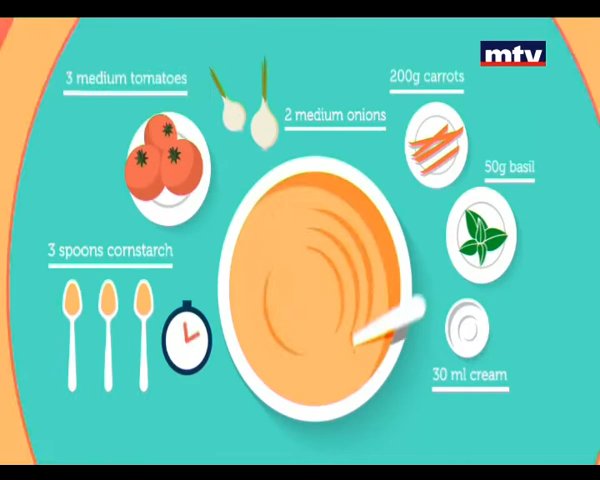 mtv
3 medium tomatoes
200g carrots
2 medium onions
50g basil
3 spoons cornstarch
30 ml cream